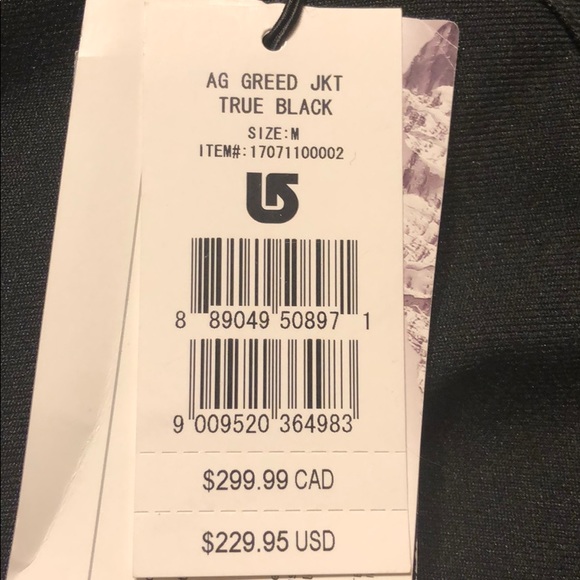 AG GREED JKT
TRUE BLACK
SIZE:M
ITEM#:17071100002
8 89049 50897 1
9 009520 364983
$299.99 CAD
$229.95 USD